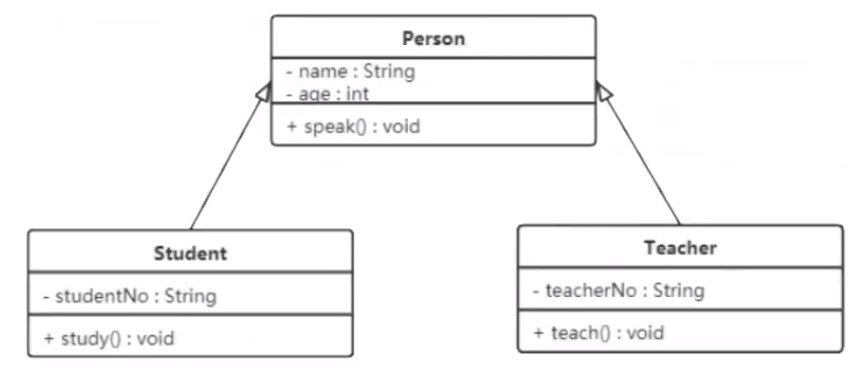 Person
- name : String
- age : int
+ speak() : void
Student
- studentNo : String
+ study() : void
Teacher
- teacherNo : String
+ teach() : void